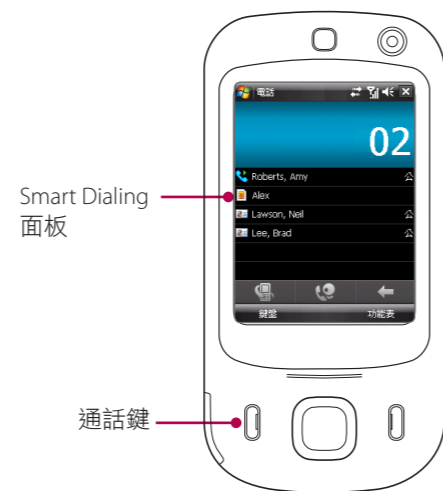 電話
02
Roberts, Amy 公
Alex
Lawson, Neil 公
Lee, Brad 公
鍵盤 功能表
Smart Dialing
面板
通話鍵